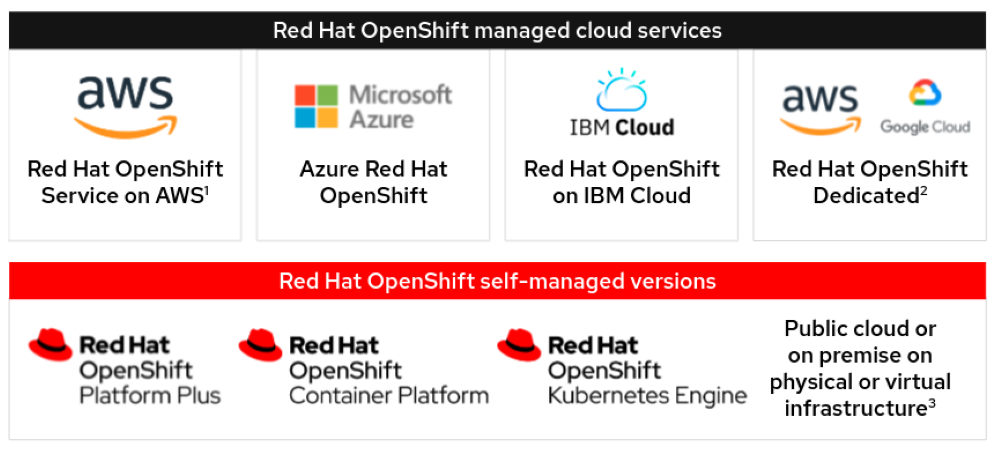 Red Hat OpenShift managed cloud services
aws
Microsoft
Azure
IBM Cloud
aws
Google Cloud
Red Hat OpenShift
Service on AWS¹
Azure Red Hat
OpenShift
Red Hat OpenShift
on IBM Cloud
Red Hat OpenShift
Dedicated²
Red Hat OpenShift self-managed versions
Red Hat
OpenShift
Platform Plus
Red Hat
OpenShift
Container Platform
Red Hat
OpenShift
Kubernetes Engine
Public cloud or
on premise on
physical or virtual
infrastructure³